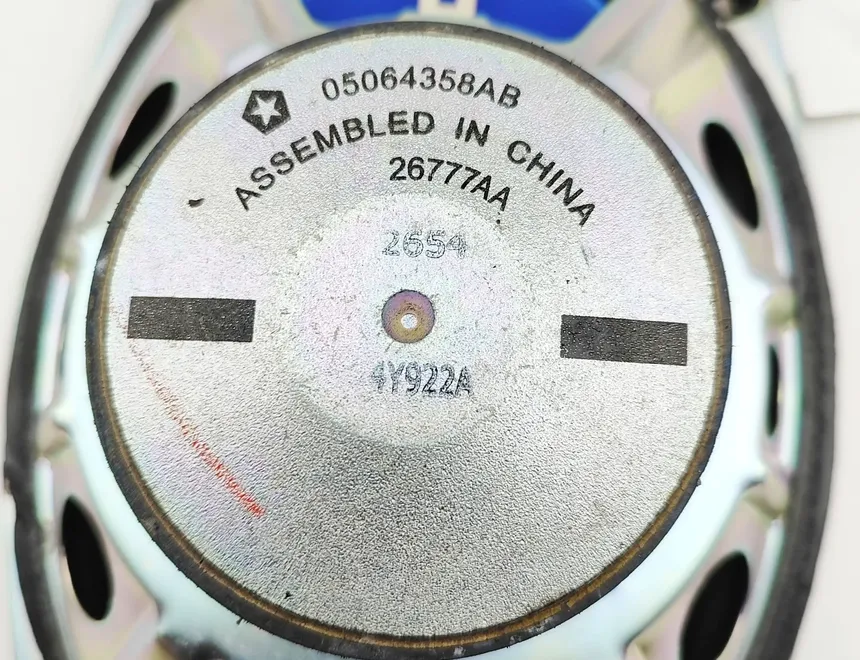 05064358AB
ASSEMBLED IN CHINA
26777AA
2654
4Y922A